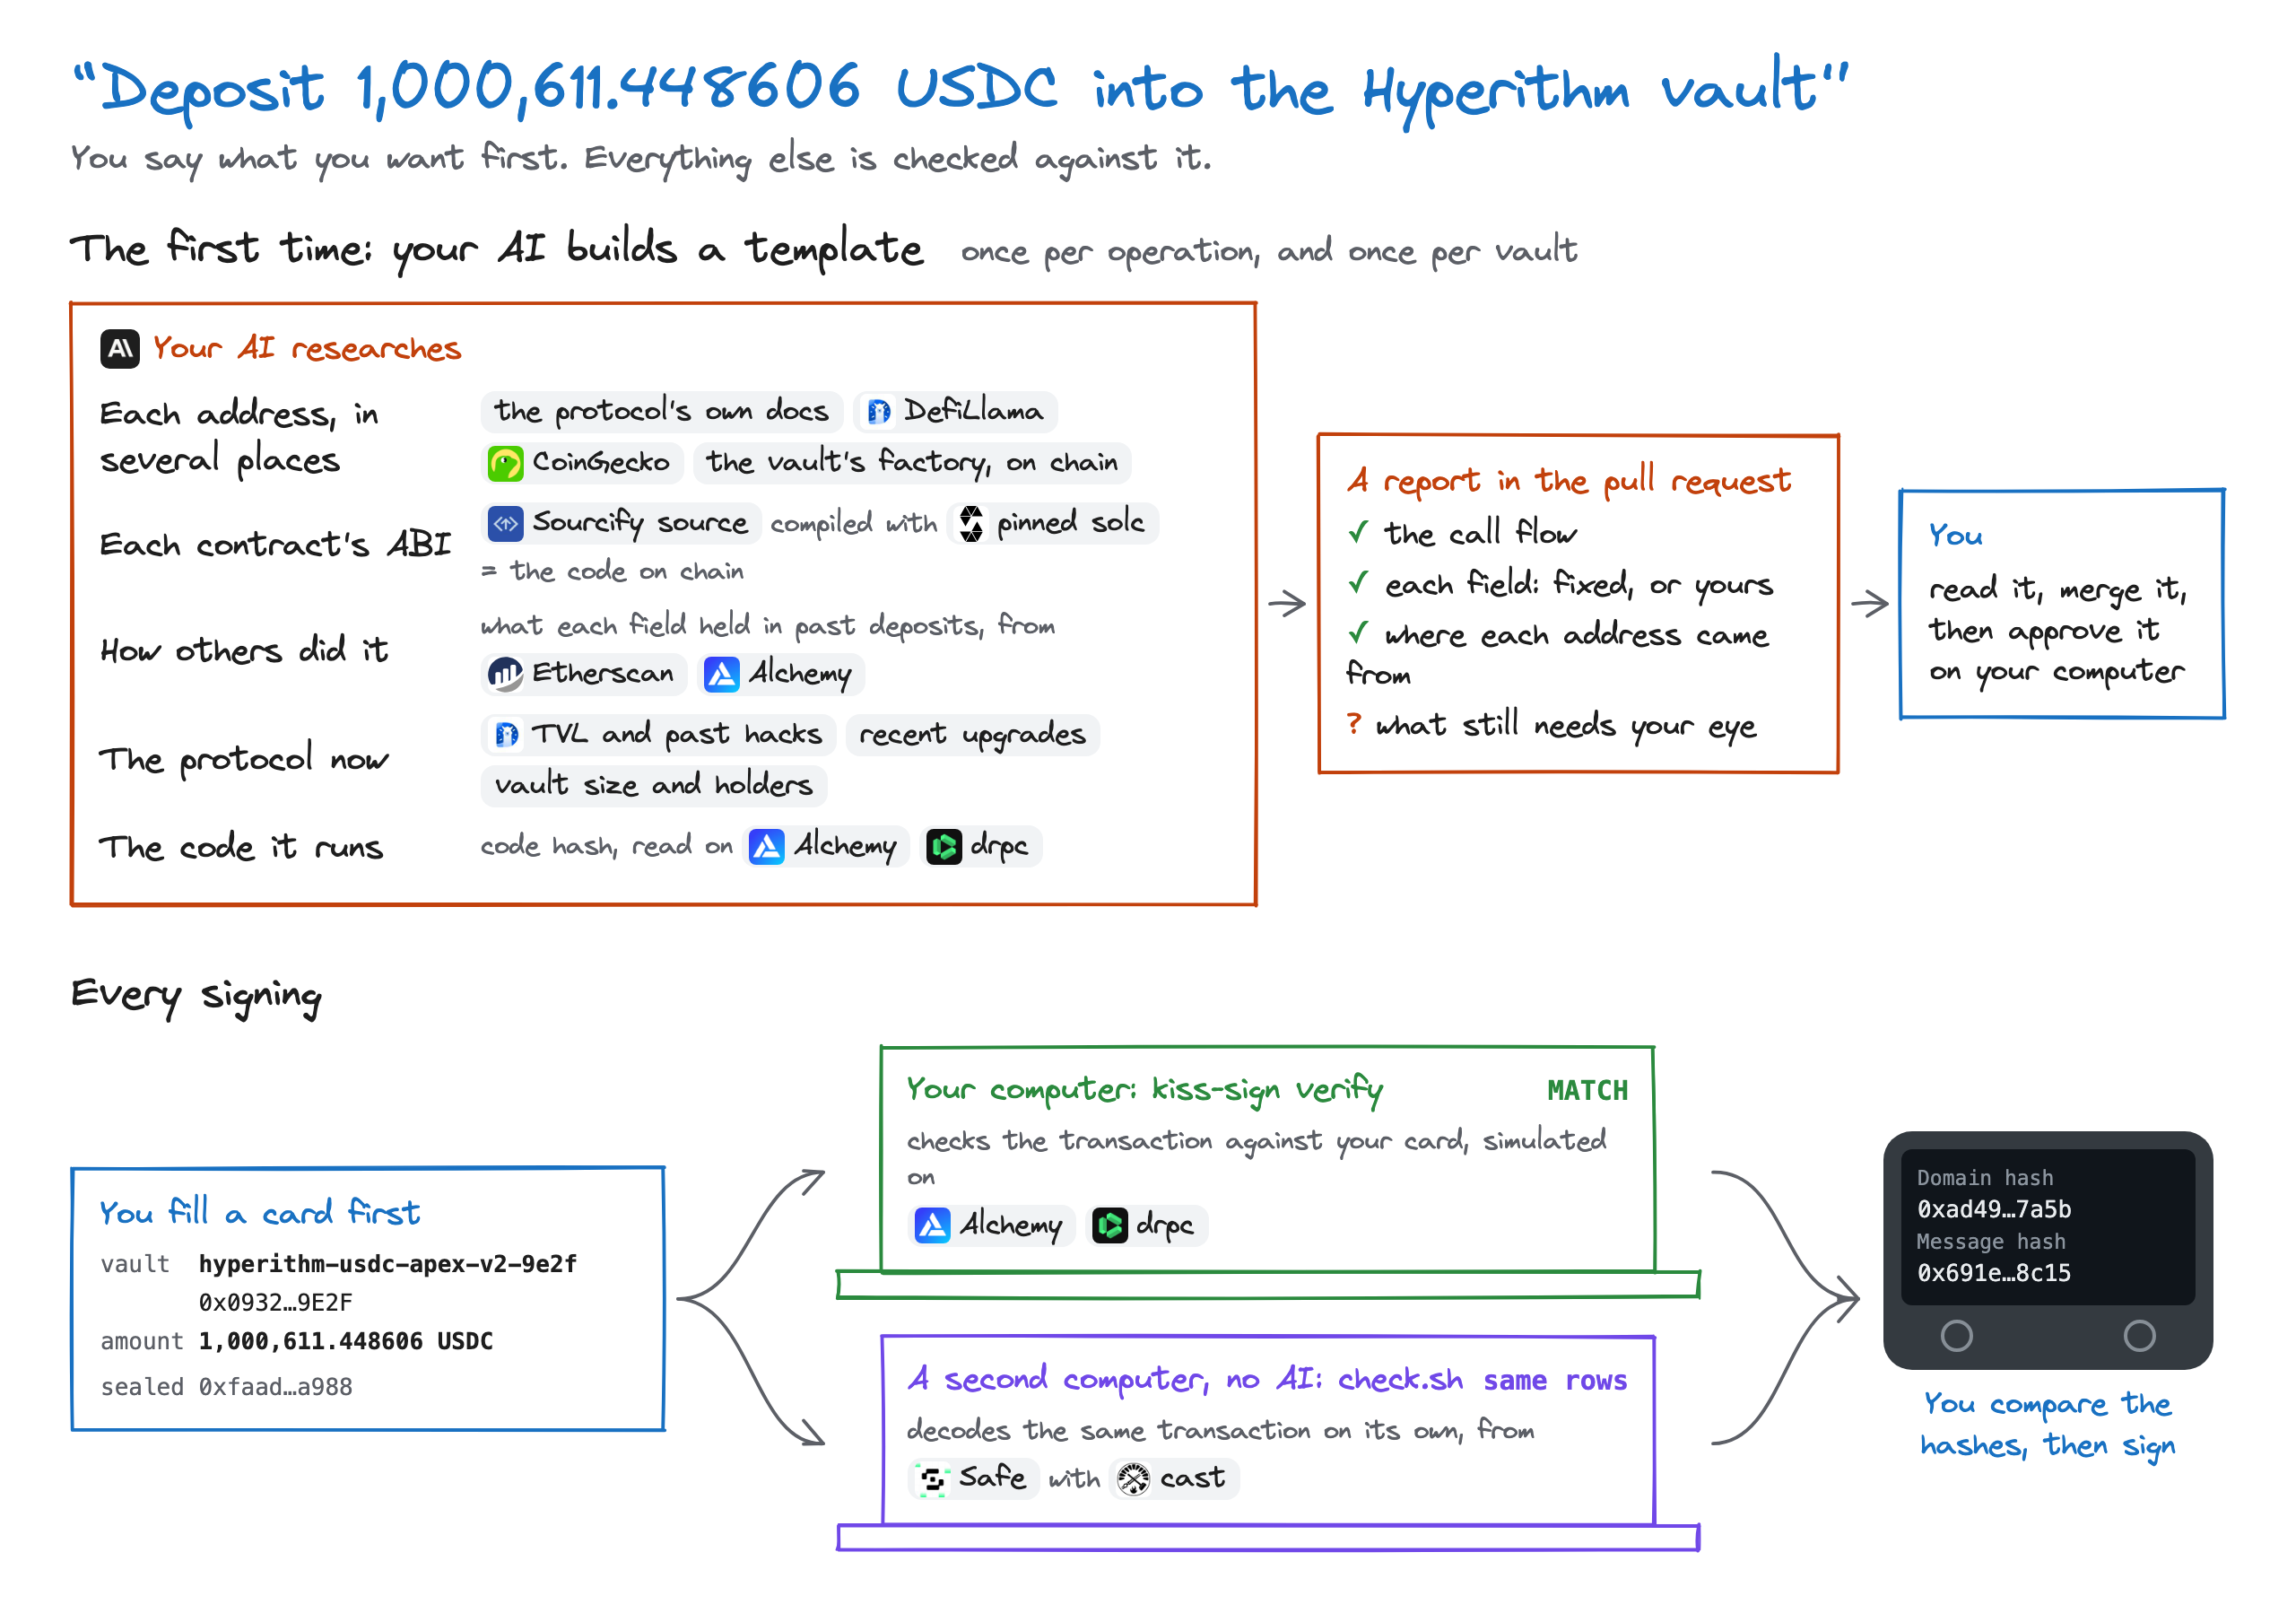 “Deposit 1,000,611.448606 USDC into the Hyperithm vault”
You say what you want first. Everything else is checked against it.
The first time: your AI builds a template once per operation, and once per vault
Your AI researches
Each address, in several places
the protocol's own docs DefiLlama
CoinGecko the vault's factory, on chain
Each contract's ABI
Sourcify source compiled with pinned solc
= the code on chain
How others did it
what each field held in past deposits, from
Etherscan Alchemy
The protocol now
TVL and past hacks recent upgrades
vault size and holders
The code it runs
code hash, read on Alchemy drpc
A report in the pull request
✓ the call flow
✓ each field: fixed, or yours
✓ where each address came
from
? what still needs your eye
You
read it, merge it,
then approve it
on your computer
Every signing
You fill a card first
vault hyperithm-usdc-apex-v2-9e2f
0x0932…9E2F
amount 1,000,611.448606 USDC
sealed 0xfaad…a988
Your computer: kiss-sign verify MATCH
checks the transaction against your card, simulated
on
Alchemy drpc
A second computer, no AI: check.sh same rows
decodes the same transaction on its own, from
Safe with cast
Domain hash
0xad49…7a5b
Message hash
0x691e…8c15
You compare the
hashes, then sign